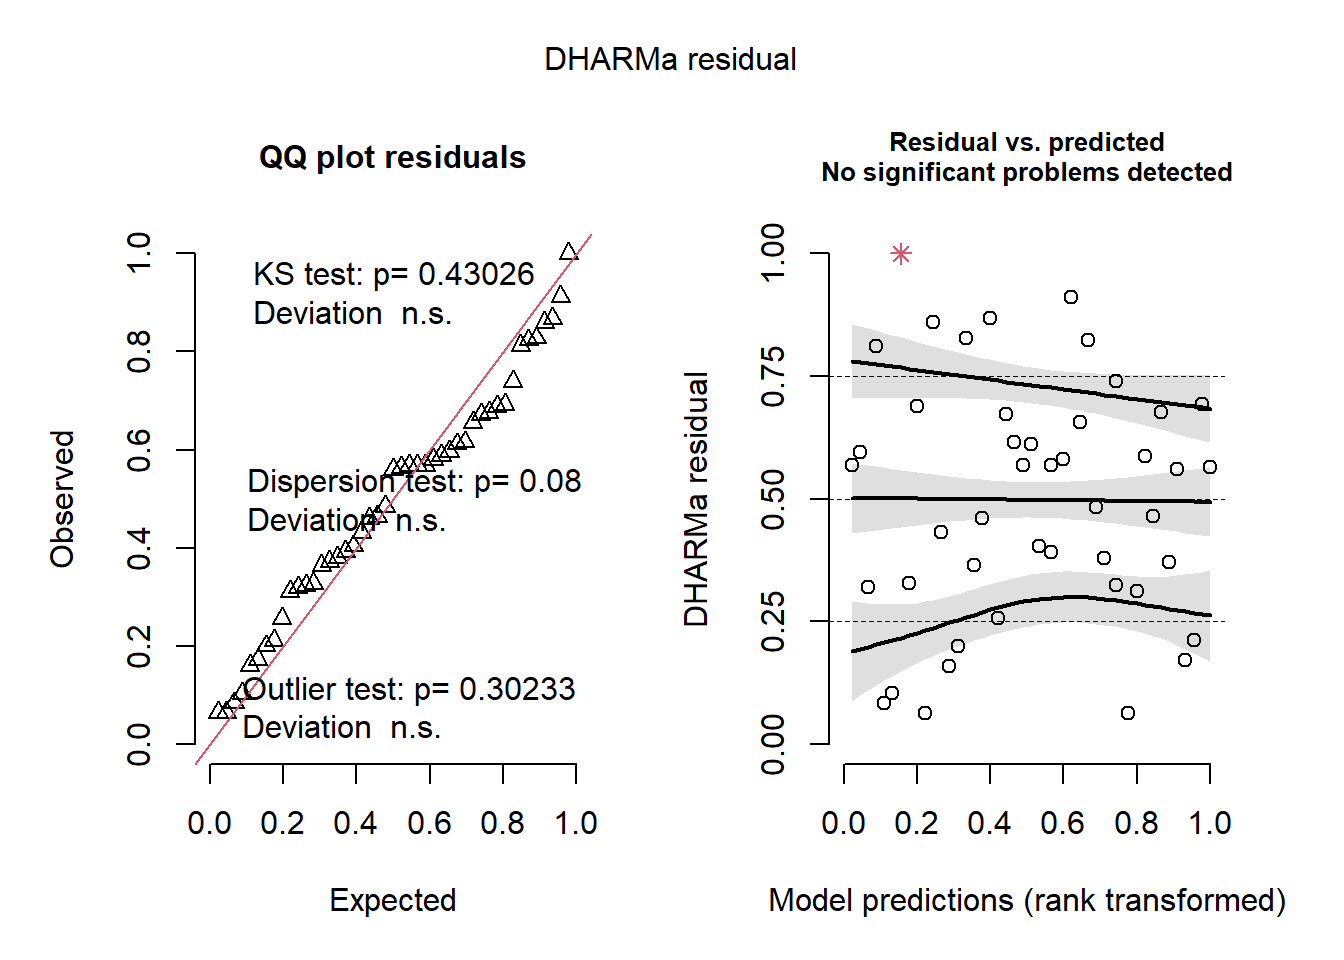 DHARMa residual
QQ plot residuals
KS test: p= 0.43026
Deviation  n.s.
Dispersion test: p= 0.08
Deviation  n.s.
Outlier test: p= 0.30233
Deviation  n.s.
Observed
0.0
0.2
0.4
0.6
0.8
1.0
0.0 0.2 0.4 0.6 0.8 1.0
Expected
Residual vs. predicted
No significant problems detected
DHARMa residual
0.00
0.25
0.50
0.75
1.00
0.0 0.2 0.4 0.6 0.8 1.0
Model predictions (rank transformed)